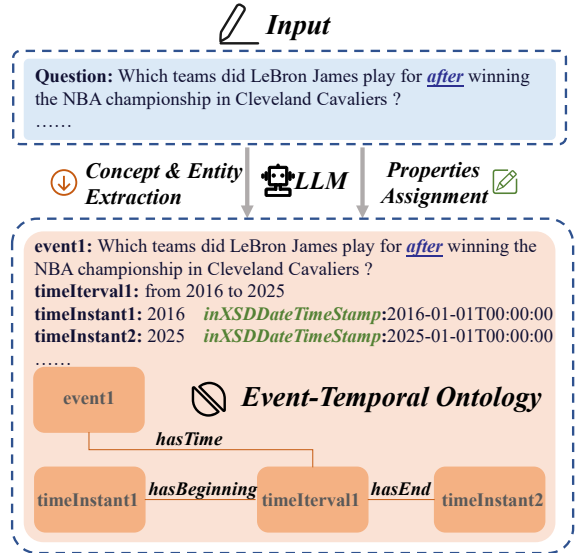 Input
Question: Which teams did LeBron James play for after winning
the NBA championship in Cleveland Cavaliers ?
......
Concept & Entity
Extraction
LLM
Properties
Assignment
event1: Which teams did LeBron James play for after winning the
NBA championship in Cleveland Cavaliers ?
timeIterval1: from 2016 to 2025
timeInstant1: 2016 inXSDDateTimeStamp:2016-01-01T00:00:00
timeInstant2: 2025 inXSDDateTimeStamp:2025-01-01T00:00:00
......
event1
Event-Temporal Ontology
hasTime
timeInstant1
hasBeginning
timeIterval1
hasEnd
timeInstant2